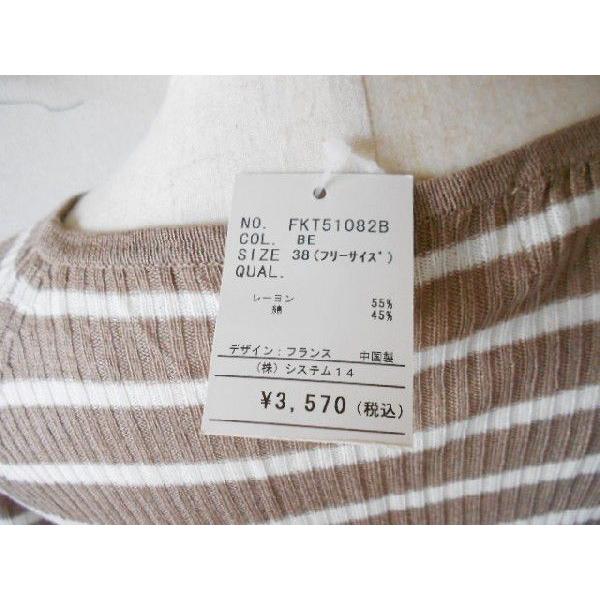 NO. FKT51082B
COL. BE
SIZE 38(フリーサイズ)
QUAL.
レーヨン 55%
綿 45%
デザイン:フランス 中国製
(株)システム14
¥3,570(税込)